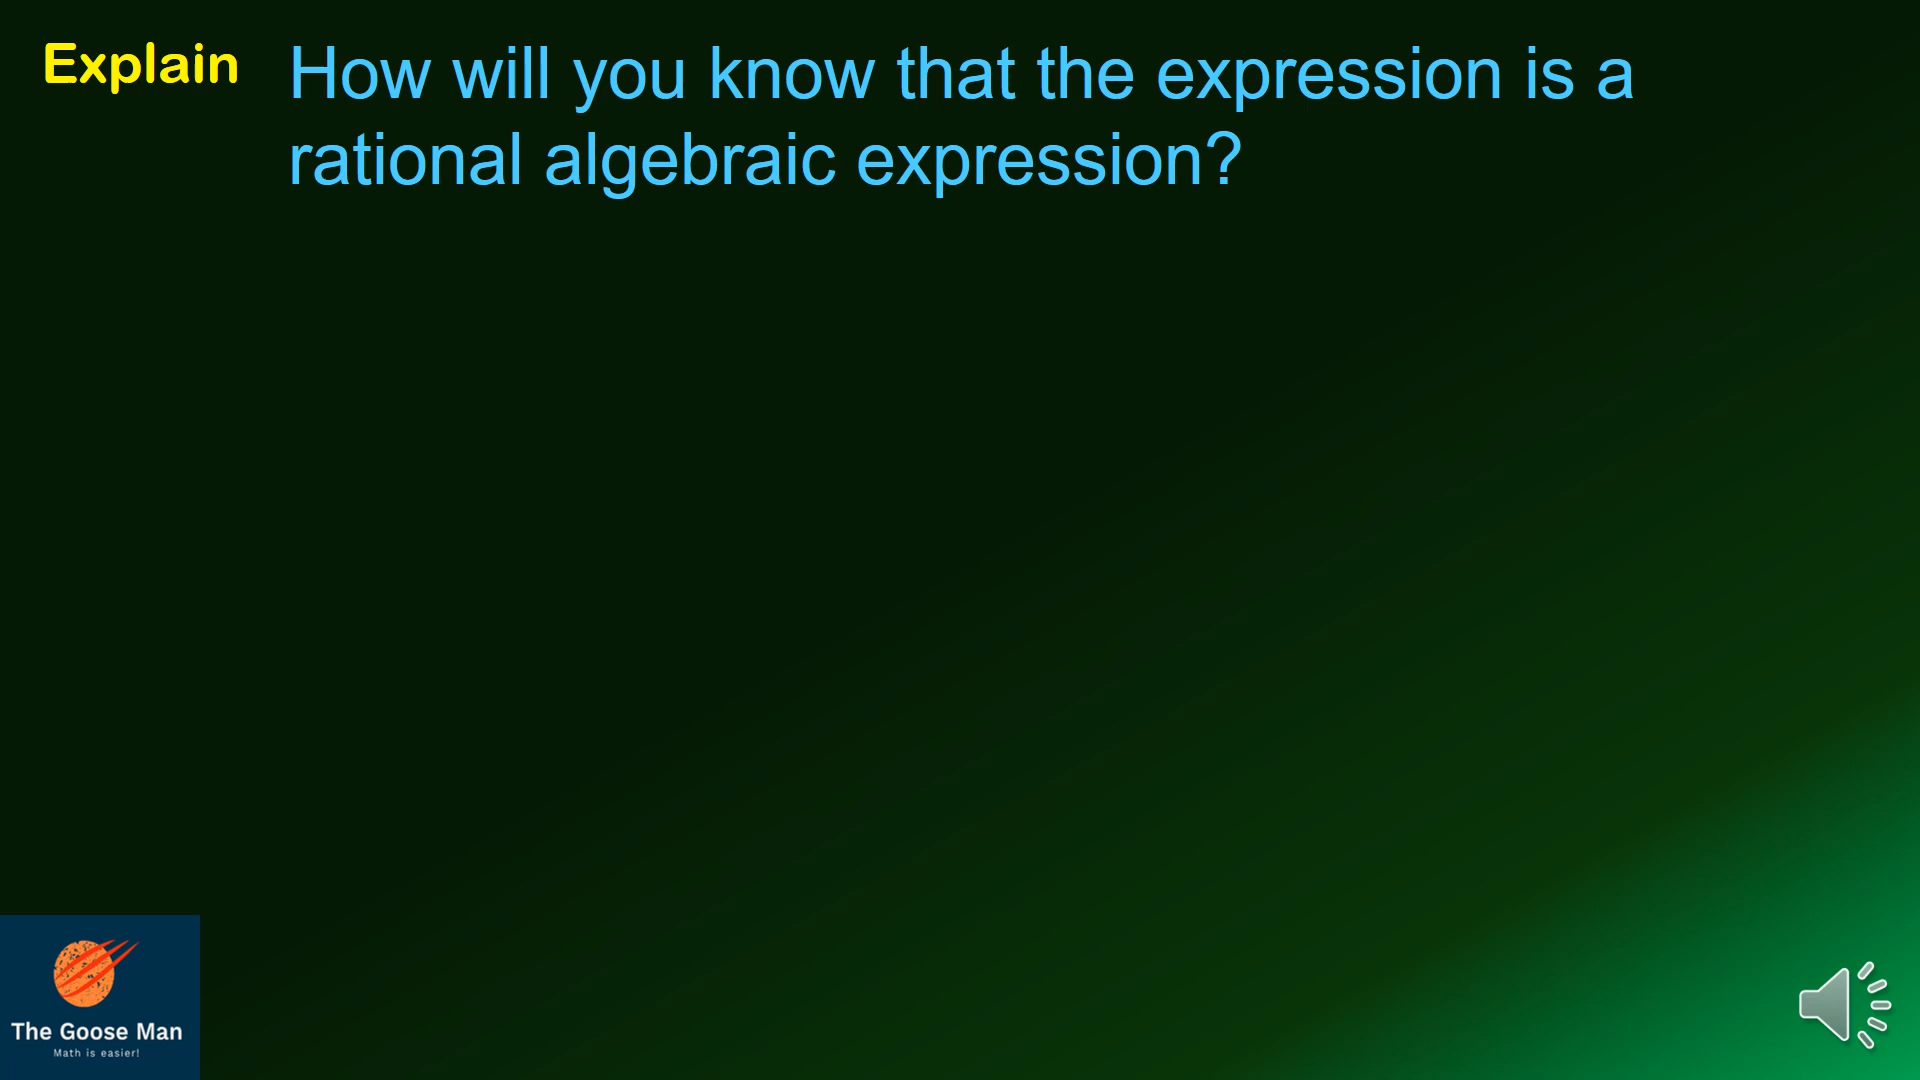 Explain
How will you know that the expression is a
rational algebraic expression?
The Goose Man
Math is easier!